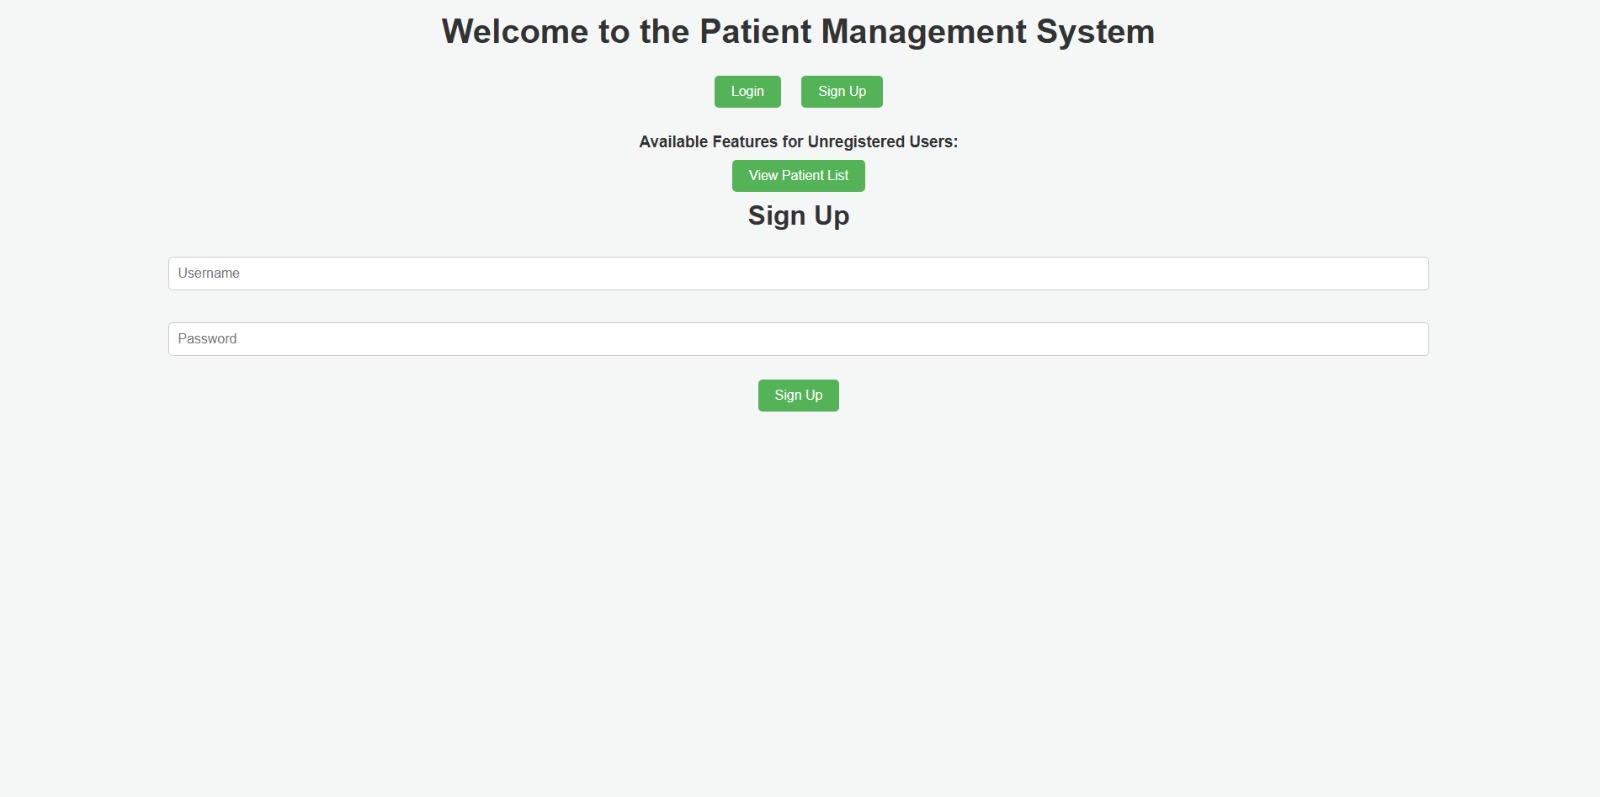 Welcome to the Patient Management System
Login Sign Up
Available Features for Unregistered Users:
View Patient List
Sign Up
Username
Password
Sign Up